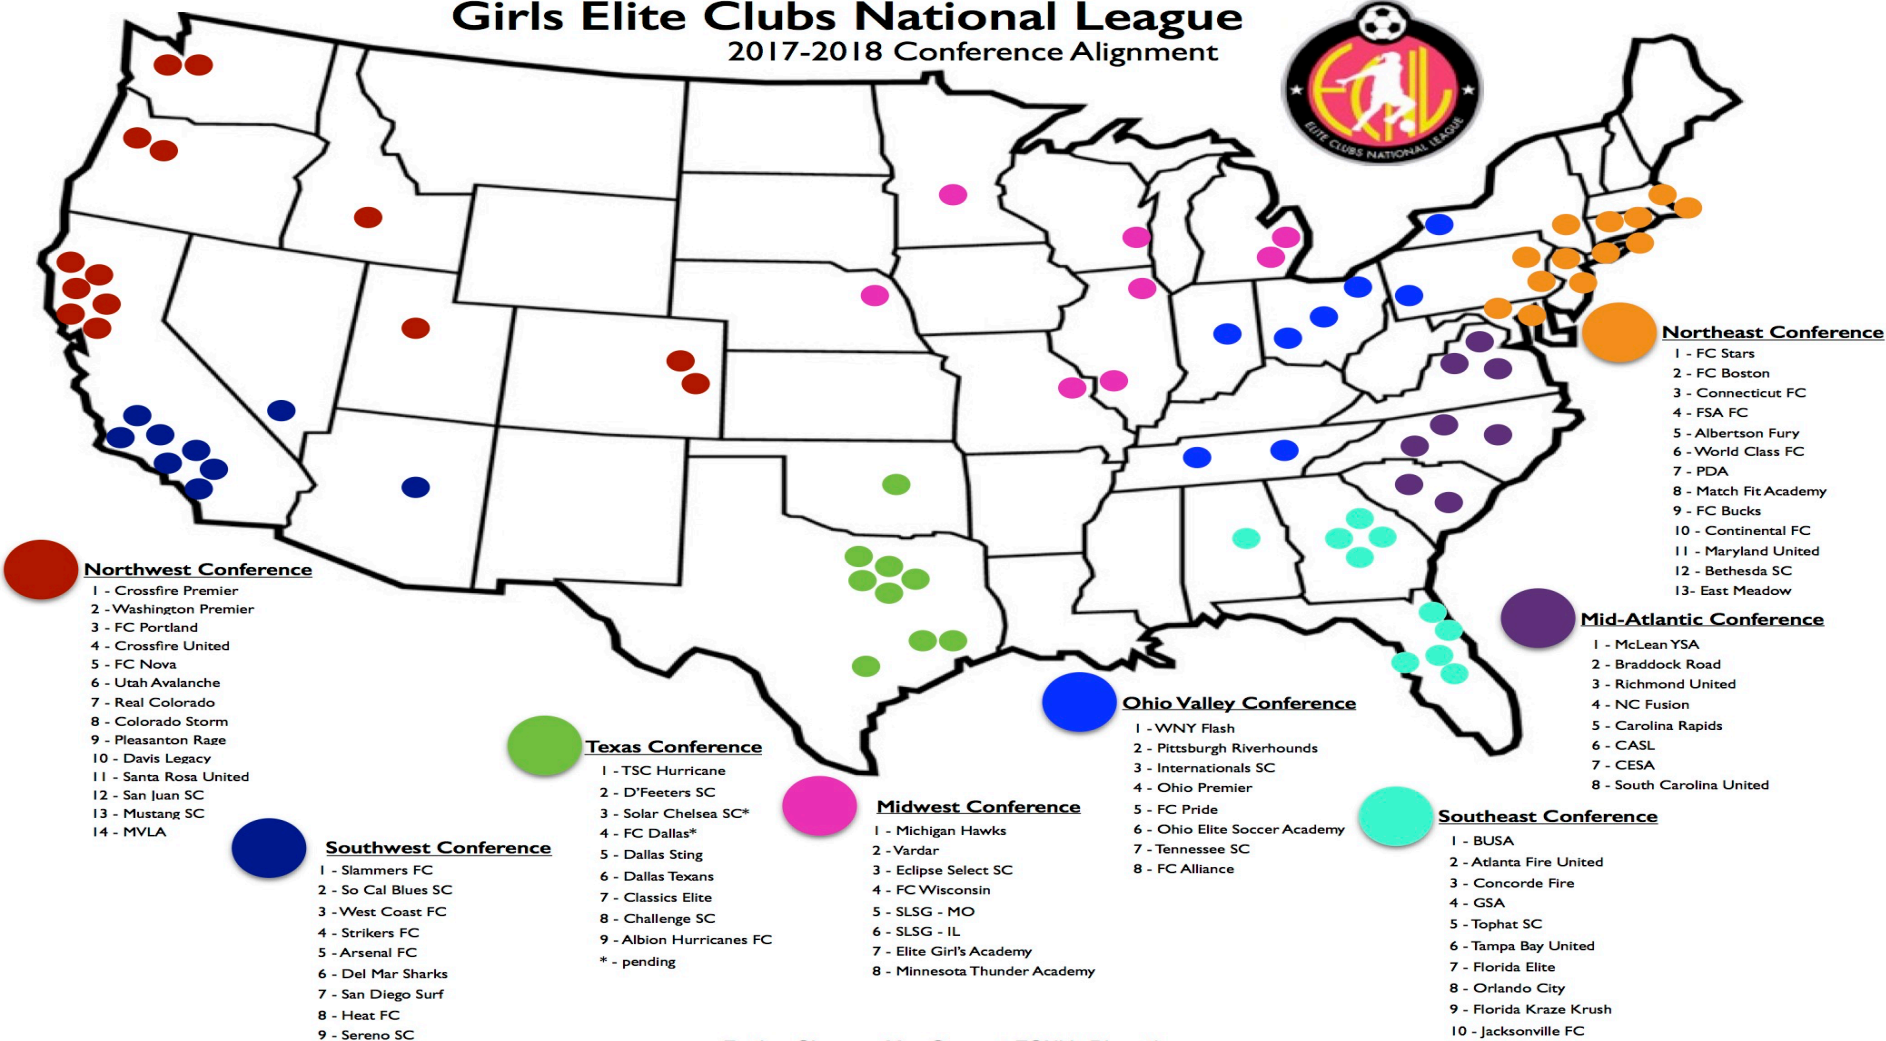 Girls Elite Clubs National League
2017-2018 Conference Alignment
ECNL
ELITE CLUBS NATIONAL LEAGUE
Northwest Conference
1 - Crossfire Premier
2 - Washington Premier
3 - FC Portland
4 - Crossfire United
5 - FC Nova
6 - Utah Avalanche
7 - Real Colorado
8 - Colorado Storm
9 - Pleasanton Rage
10 - Davis Legacy
11 - Santa Rosa United
12 - San Juan SC
13 - Mustang SC
14 - MVLA
Southwest Conference
1 - Slammers FC
2 - So Cal Blues SC
3 - West Coast FC
4 - Strikers FC
5 - Arsenal FC
6 - Del Mar Sharks
7 - San Diego Surf
8 - Heat FC
9 - Sereno SC
Texas Conference
1 - TSC Hurricane
2 - D'Feeters SC
3 - Solar Chelsea SC*
4 - FC Dallas*
5 - Dallas Sting
6 - Dallas Texans
7 - Classics Elite
8 - Challenge SC
9 - Albion Hurricanes FC
* - pending
Midwest Conference
1 - Michigan Hawks
2 - Vardar
3 - Eclipse Select SC
4 - FC Wisconsin
5 - SLSG - MO
6 - SLSG - IL
7 - Elite Girl's Academy
8 - Minnesota Thunder Academy
Ohio Valley Conference
1 - WNY Flash
2 - Pittsburgh Riverhounds
3 - Internationals SC
4 - Ohio Premier
5 - FC Pride
6 - Ohio Elite Soccer Academy
7 - Tennessee SC
8 - FC Alliance
Southeast Conference
1 - BUSA
2 - Atlanta Fire United
3 - Concorde Fire
4 - GSA
5 - Tophat SC
6 - Tampa Bay United
7 - Florida Elite
8 - Orlando City
9 - Florida Kraze Krush
10 - Jacksonville FC
Mid-Atlantic Conference
1 - McLean YSA
2 - Braddock Road
3 - Richmond United
4 - NC Fusion
5 - Carolina Rapids
6 - CASL
7 - CESA
8 - South Carolina United
Northeast Conference
1 - FC Stars
2 - FC Boston
3 - Connecticut FC
4 - FSA FC
5 - Albertson Fury
6 - World Class FC
7 - PDA
8 - Match Fit Academy
9 - FC Bucks
10 - Continental FC
11 - Maryland United
12 - Bethesda SC
13- East Meadow